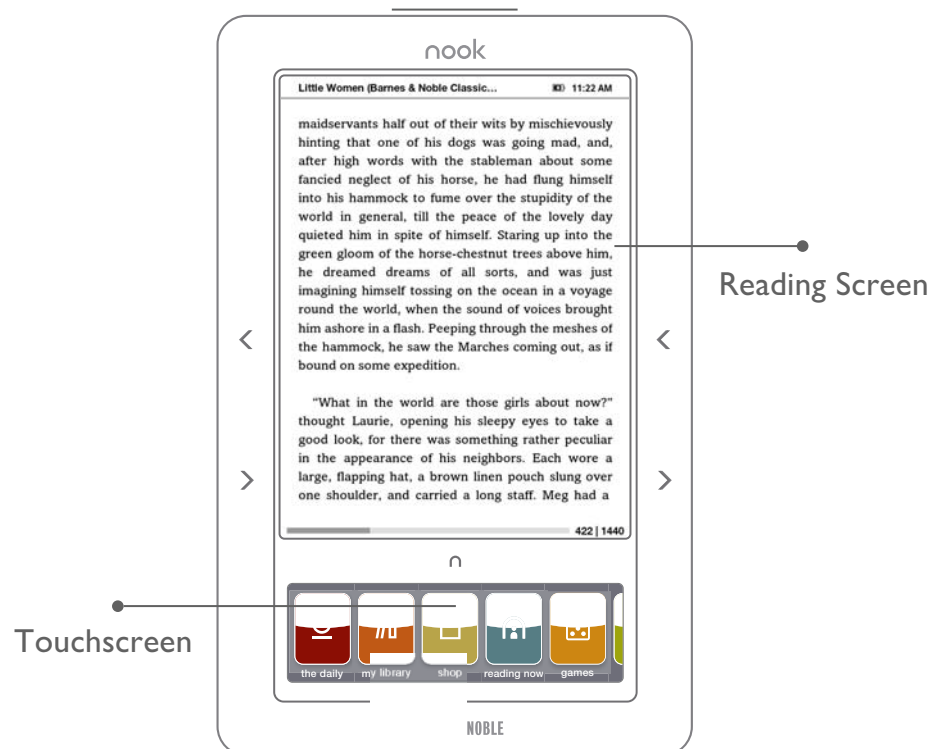 nook
Little Women (Barnes & Noble Classic... 11:22 AM
maidservants half out of their wits by mischievously
hinting that one of his dogs was going mad, and,
after high words with the stableman about some
fancied neglect of his horse, he had flung himself
into his hammock to fume over the stupidity of the
world in general, till the peace of the lovely day
quieted him in spite of himself. Staring up into the
green gloom of the horse-chestnut trees above him,
he dreamed dreams of all sorts, and was just
imagining himself tossing on the ocean in a voyage
round the world, when the sound of voices brought
him ashore in a flash. Peeping through the meshes of
the hammock, he saw the Marches coming out, as if
bound on some expedition.
“What in the world are those girls about now?”
thought Laurie, opening his sleepy eyes to take a
good look, for there was something rather peculiar
in the appearance of his neighbors. Each wore a
large, flapping hat, a brown linen pouch slung over
one shoulder, and carried a long staff. Meg had a
422 | 1440
Reading Screen
Touchscreen
the daily my library shop reading now games
NOBLE